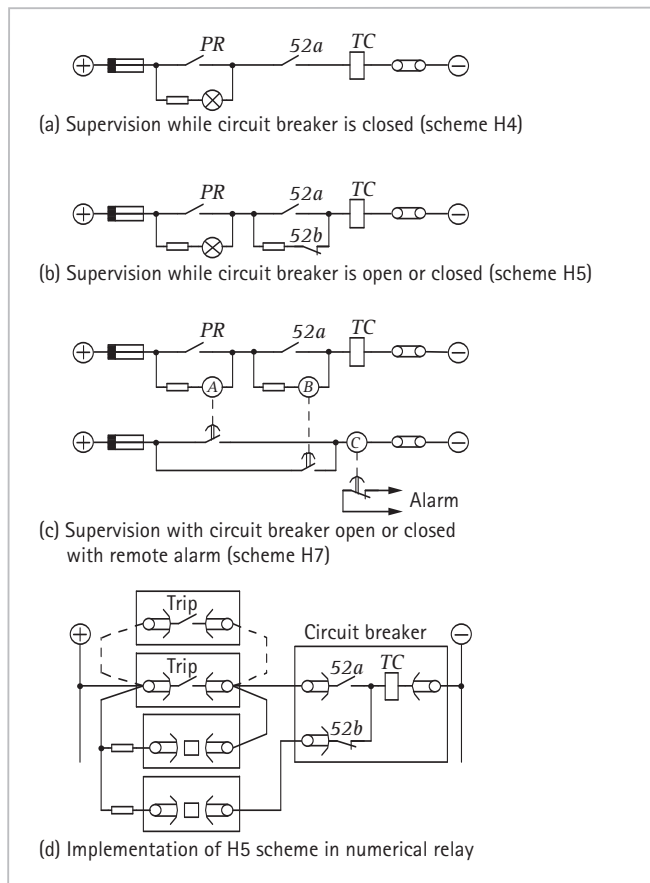 PR 52a TC
(a) Supervision while circuit breaker is closed (scheme H4)
PR 52a TC
52b
(b) Supervision while circuit breaker is open or closed (scheme H5)
PR 52a TC
A B
C
Alarm
(c) Supervision with circuit breaker open or closed
with remote alarm (scheme H7)
Trip
Circuit breaker
Trip
52a TC
52b
(d) Implementation of H5 scheme in numerical relay